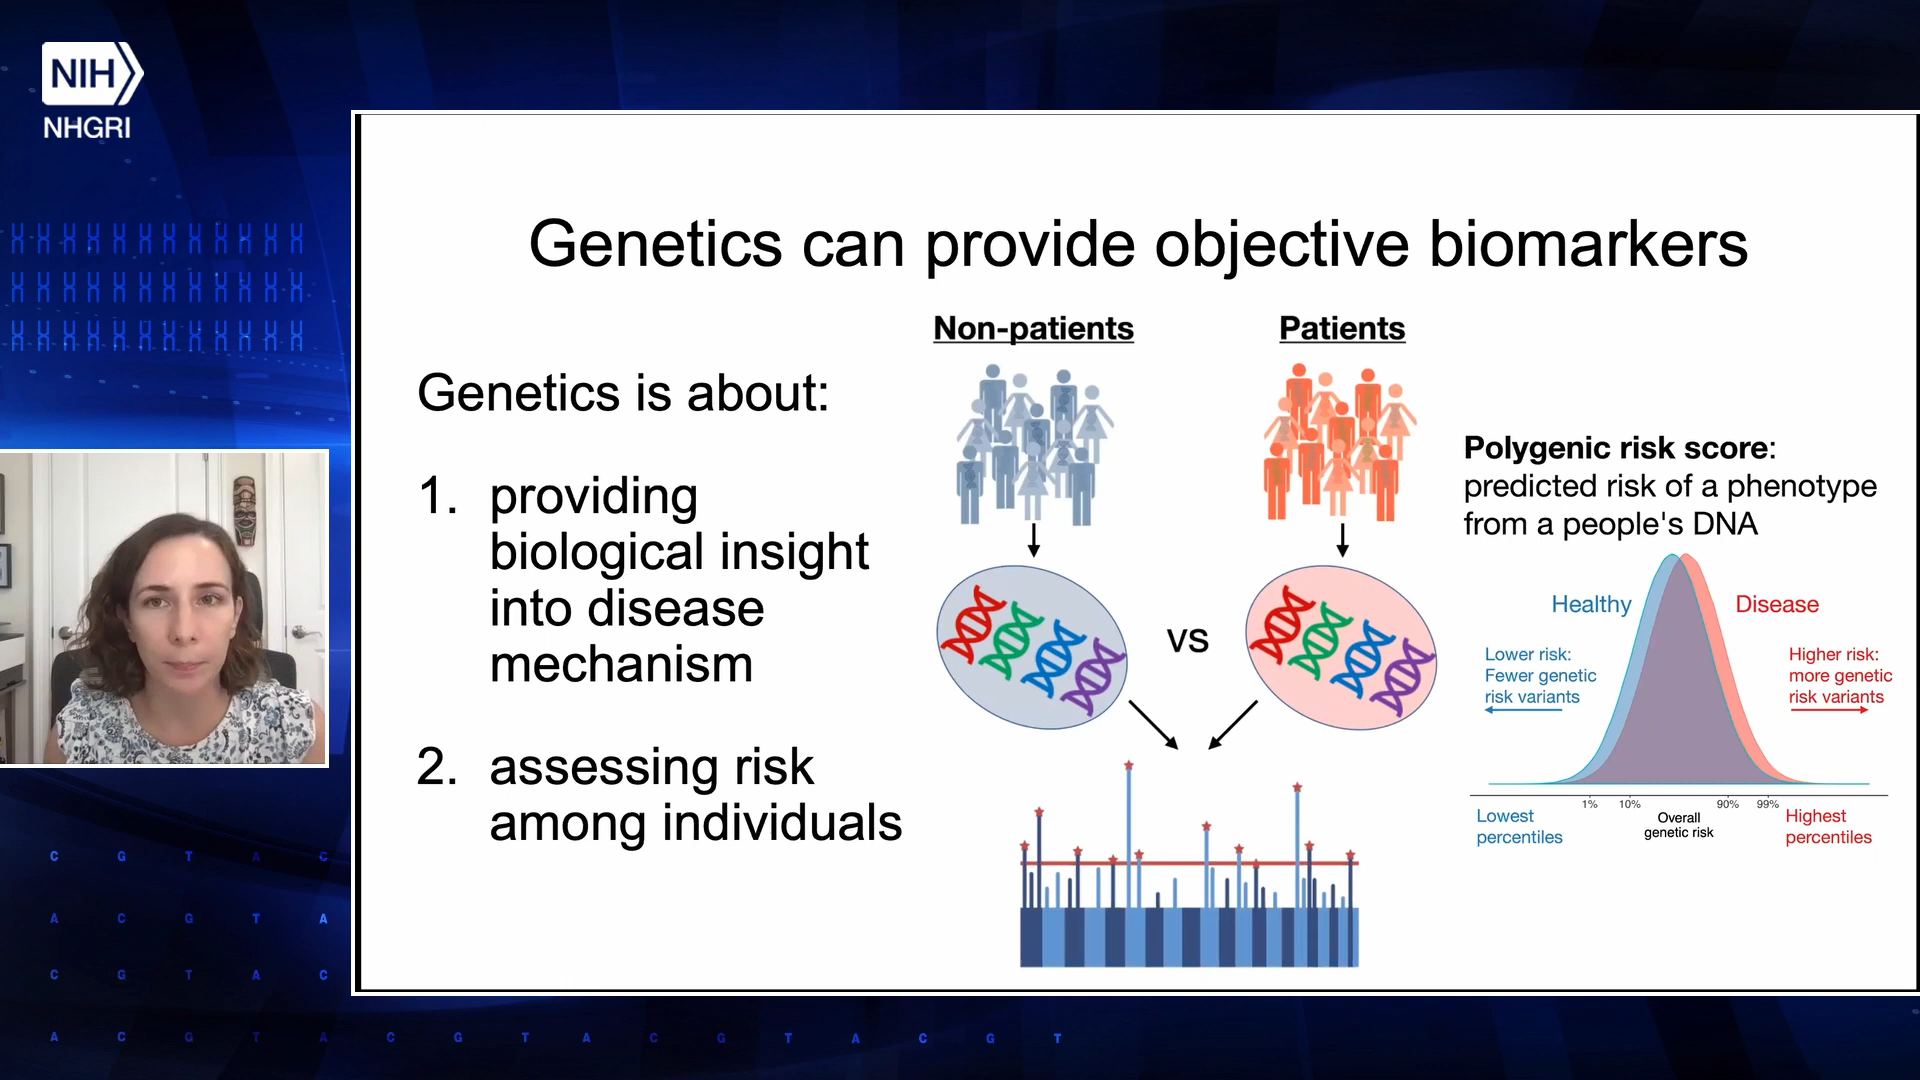 NIH
NHGRI
Genetics can provide objective biomarkers
Genetics is about:
1. providing
biological insight
into disease
mechanism
2. assessing risk
among individuals
Non-patients
Patients
vs
Polygenic risk score:
predicted risk of a phenotype
from a people's DNA
Healthy
Disease
Lower risk:
Fewer genetic
risk variants
Higher risk:
more genetic
risk variants
1% 10% 90% 99%
Lowest
percentiles
Overall
genetic risk
Highest
percentiles
C G T A C
A C G T A
C G T A C
A C G T A C G T A C G T A C G T